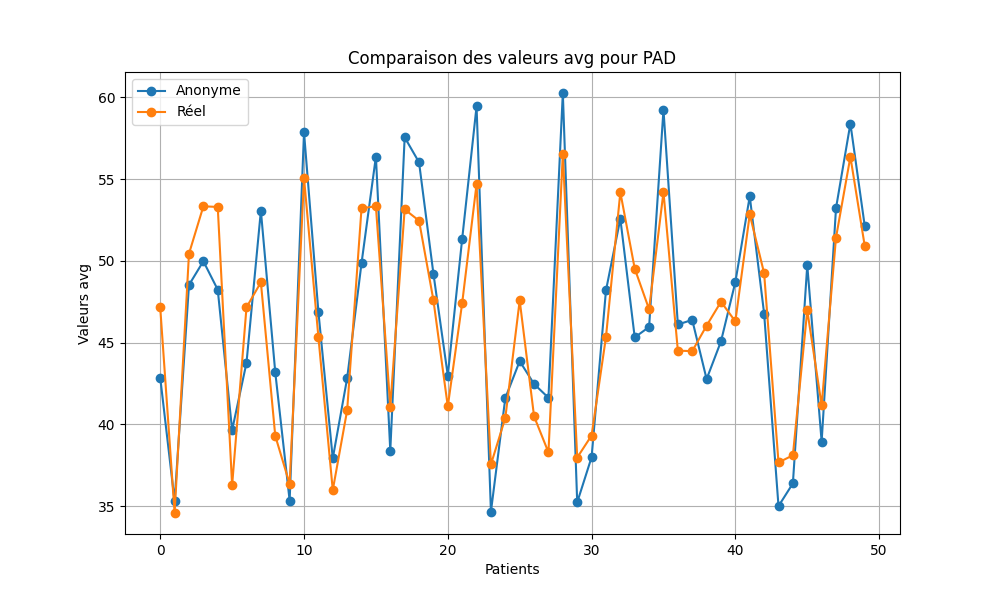 Comparaison des valeurs avg pour PAD
Anonyme
Réel
Valeurs avg
60
55
50
45
40
35
0 10 20 30 40 50
Patients